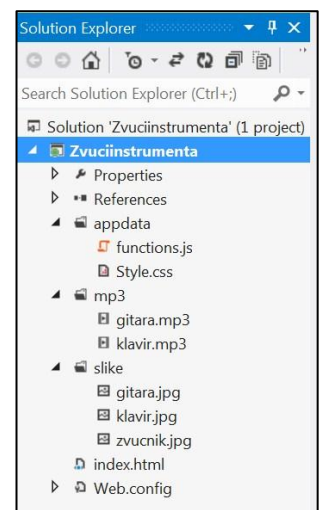 Solution Explorer
Search Solution Explorer (Ctrl+;)
Solution 'Zvuciinstrumenta' (1 project)
Zvuciinstrumenta
Properties
References
appdata
functions.js
Style.css
mp3
gitara.mp3
klavir.mp3
slike
gitara.jpg
klavir.jpg
zvucnik.jpg
index.html
Web.config